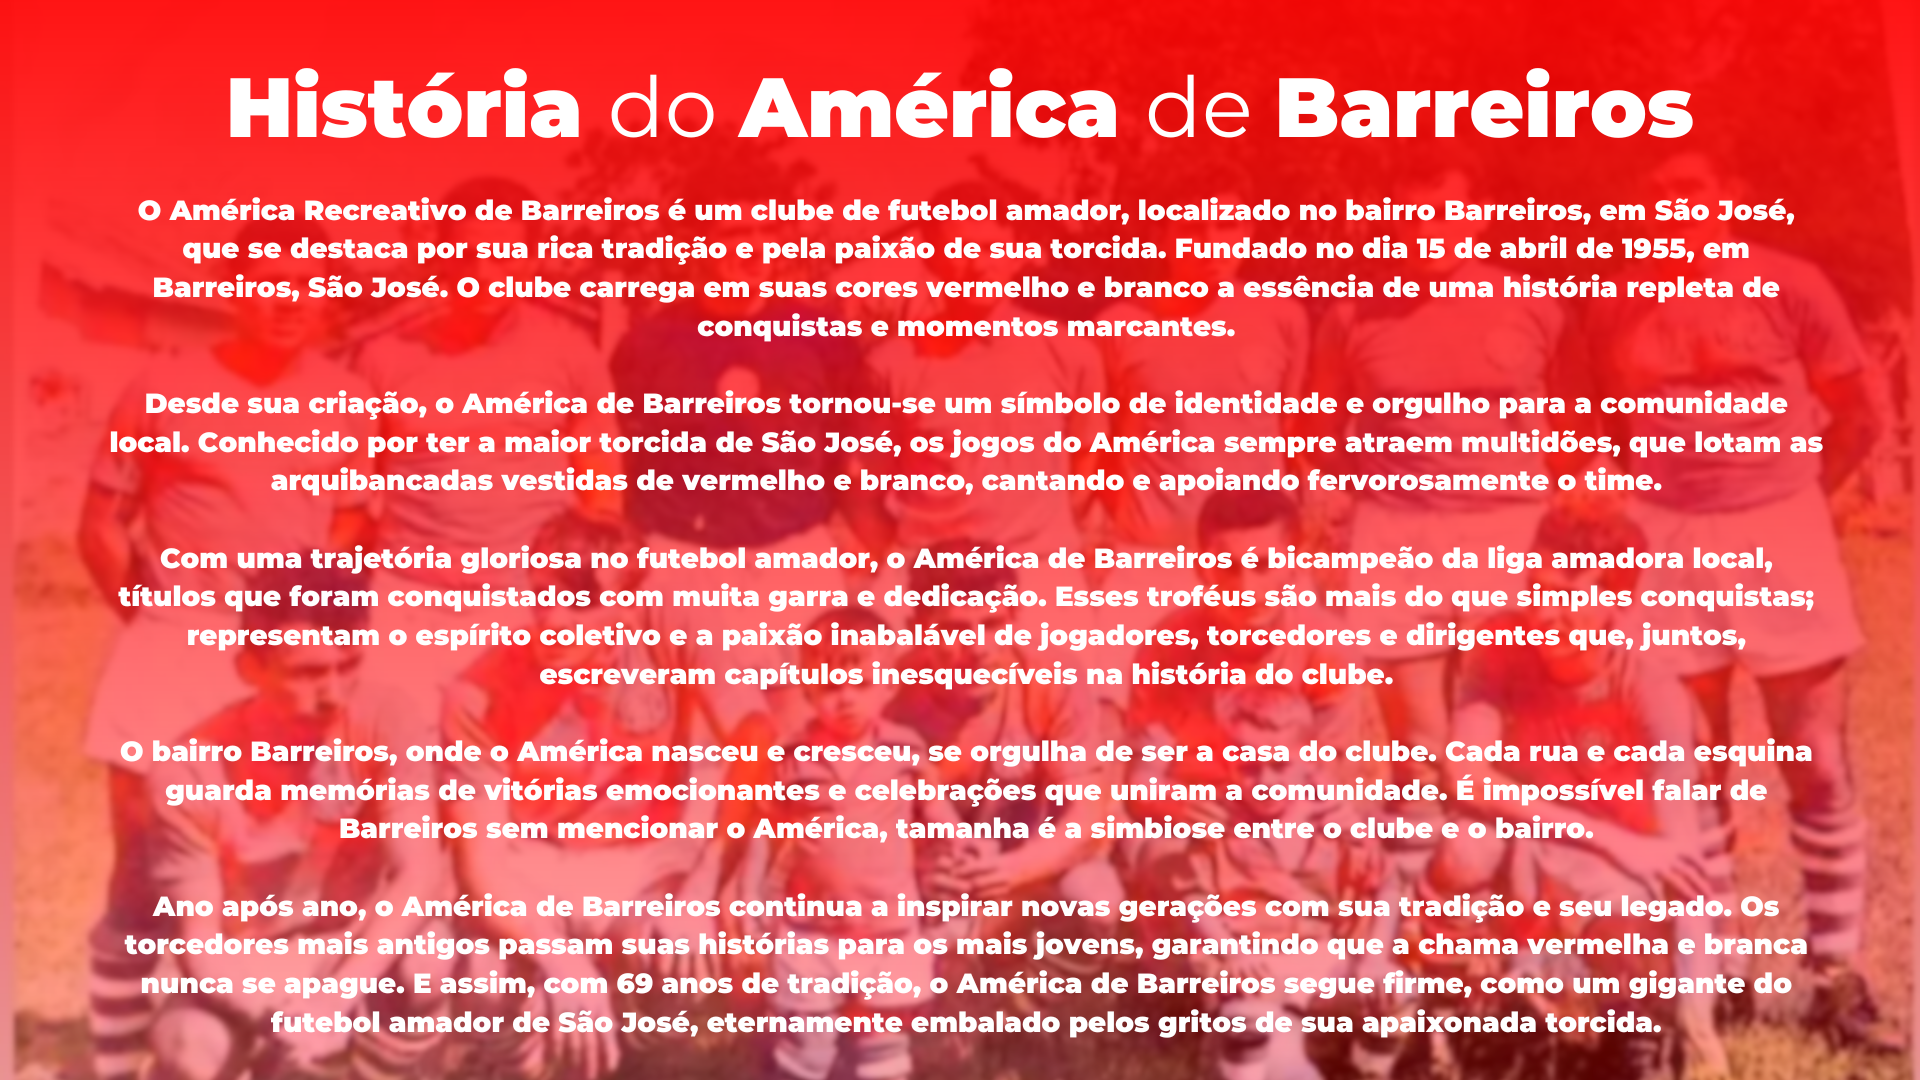 História do América de Barreiros
O América Recreativo de Barreiros é um clube de futebol amador, localizado no bairro Barreiros, em São José,
que se destaca por sua rica tradição e pela paixão de sua torcida. Fundado no dia 15 de abril de 1955, em
Barreiros, São José. O clube carrega em suas cores vermelho e branco a essência de uma história repleta de
conquistas e momentos marcantes.
Desde sua criação, o América de Barreiros tornou-se um símbolo de identidade e orgulho para a comunidade
local. Conhecido por ter a maior torcida de São José, os jogos do América sempre atraem multidões, que lotam as
arquibancadas vestidas de vermelho e branco, cantando e apoiando fervorosamente o time.
Com uma trajetória gloriosa no futebol amador, o América de Barreiros é bicampeão da liga amadora local,
títulos que foram conquistados com muita garra e dedicação. Esses troféus são mais do que simples conquistas;
representam o espírito coletivo e a paixão inabalável de jogadores, torcedores e dirigentes que, juntos,
escreveram capítulos inesquecíveis na história do clube.
O bairro Barreiros, onde o América nasceu e cresceu, se orgulha de ser a casa do clube. Cada rua e cada esquina
guarda memórias de vitórias emocionantes e celebrações que uniram a comunidade. É impossível falar de
Barreiros sem mencionar o América, tamanha é a simbiose entre o clube e o bairro.
Ano após ano, o América de Barreiros continua a inspirar novas gerações com sua tradição e seu legado. Os
torcedores mais antigos passam suas histórias para os mais jovens, garantindo que a chama vermelha e branca
nunca se apague. E assim, com 69 anos de tradição, o América de Barreiros segue firme, como um gigante do
futebol amador de São José, eternamente embalado pelos gritos de sua apaixonada torcida.